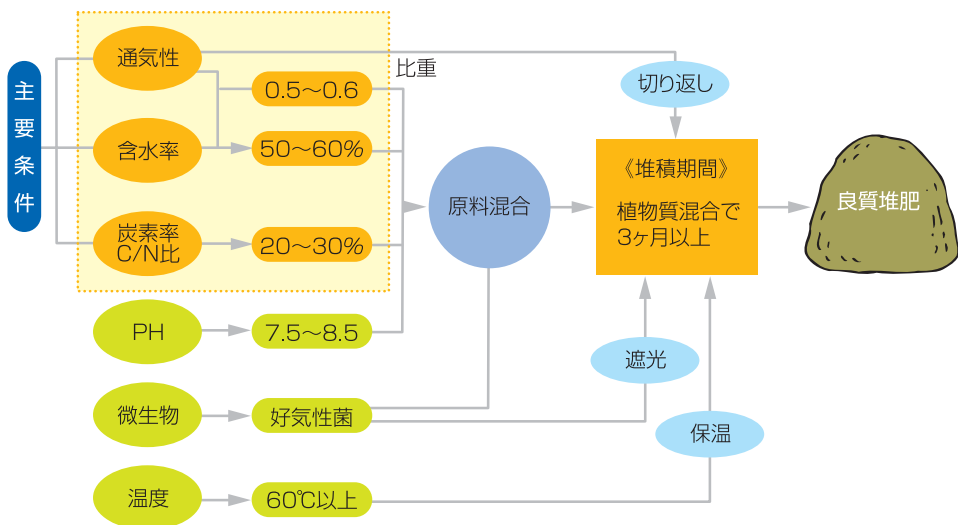 主要条件
通気性
含水率
炭素率
C/N比
PH
微生物
温度
0.5〜0.6
50〜60%
20〜30%
7.5〜8.5
好気性菌
60℃以上
比重
原料混合
切り返し
《堆積期間》
植物質混合で
3ヶ月以上
遮光
保温
良質堆肥